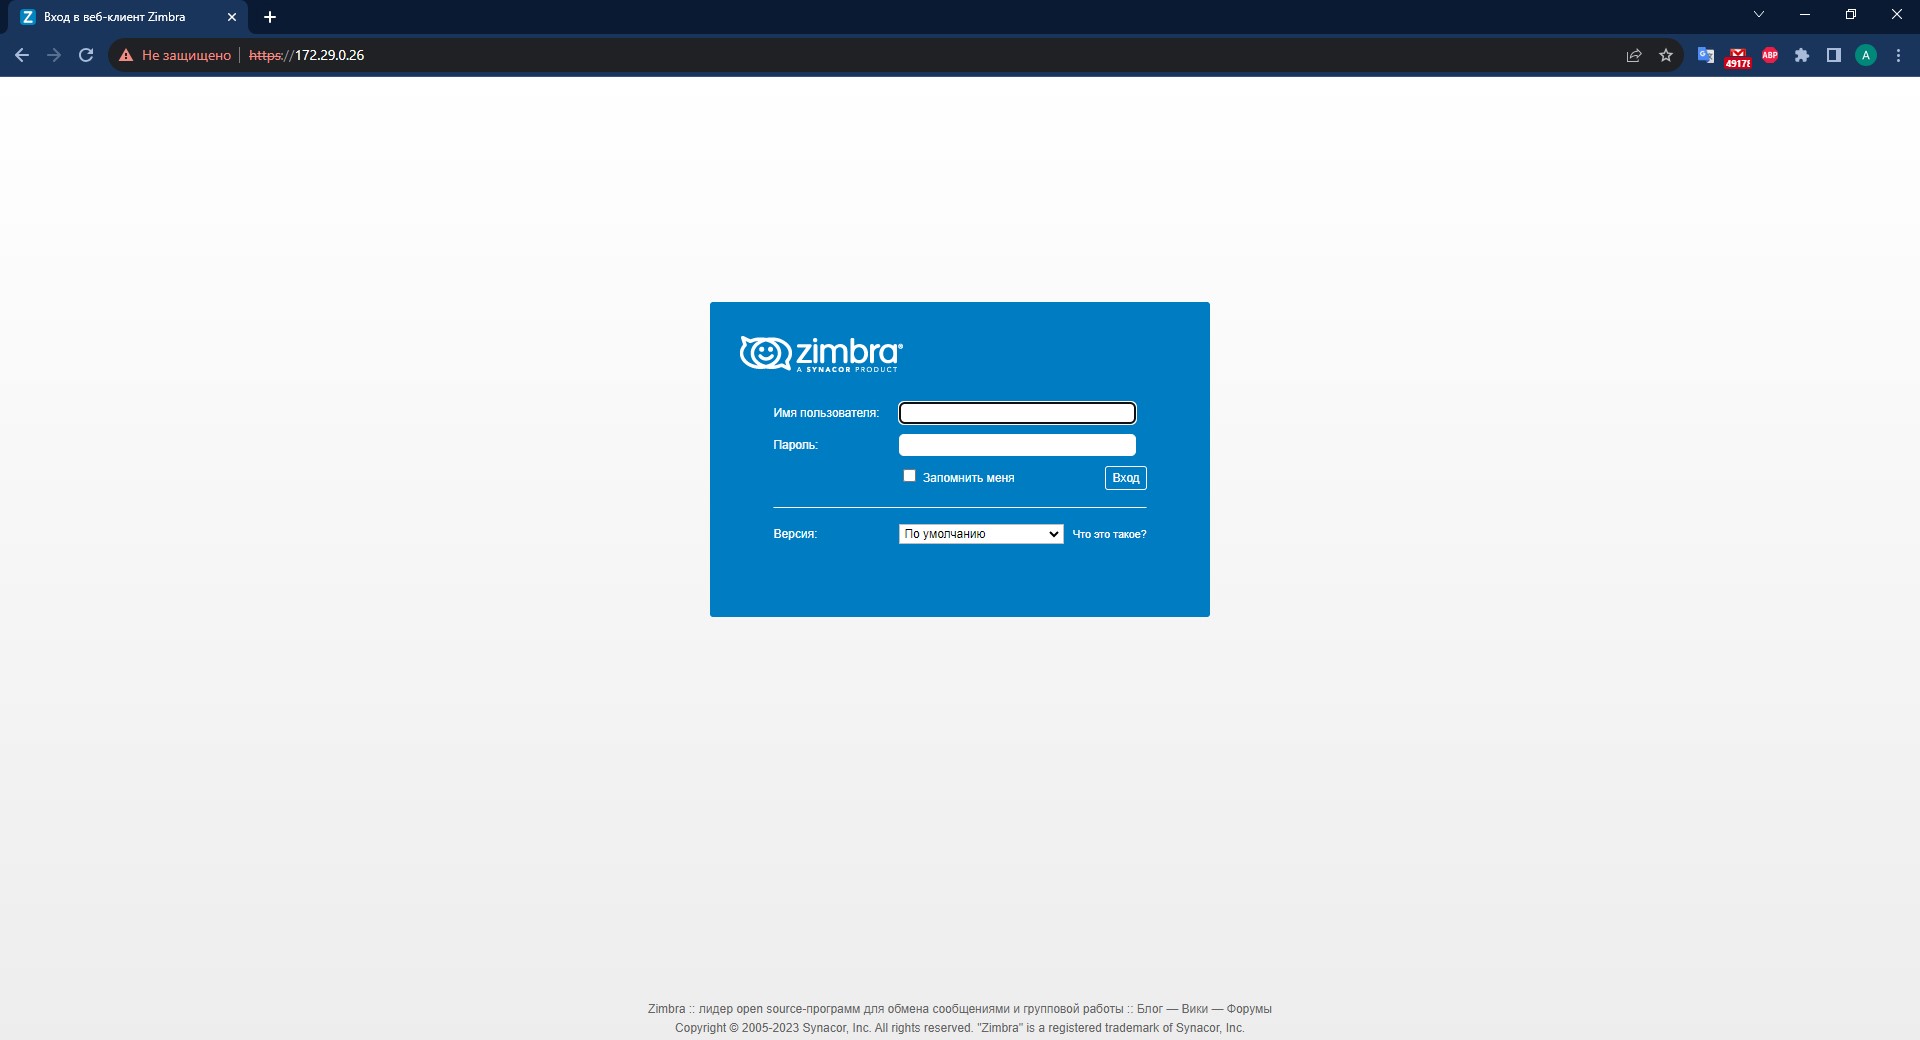 Вход в веб-клиент Zimbra
Не защищено
https://172.29.0.26
49178
ABP
A
zimbra®
A SYNACOR PRODUCT
Имя пользователя:
Пароль:
Запомнить меня
Вход
Версия:
По умолчанию
Что это такое?
Zimbra :: лидер open source-программ для обмена сообщениями и групповой работы :: Блог — Вики — Форумы
Copyright © 2005-2023 Synacor, Inc. All rights reserved. "Zimbra" is a registered trademark of Synacor, Inc.